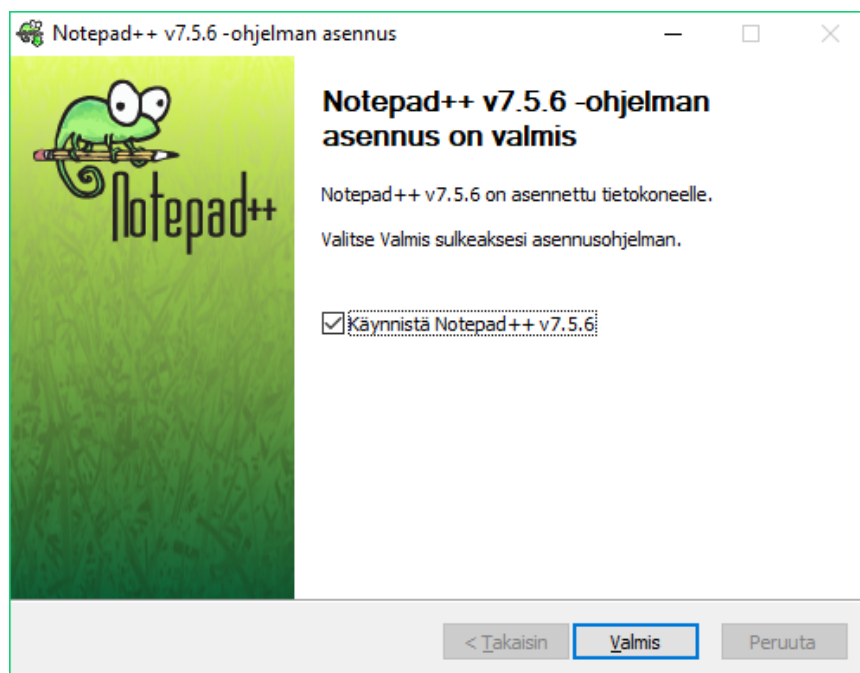 Notepad++ v7.5.6 -ohjelman asennus
Notepad++
Notepad++ v7.5.6 -ohjelman
asennus on valmis
Notepad++ v7.5.6 on asennettu tietokoneelle.
Valitse Valmis sulkeaksesi asennusohjelman.
Käynnistä Notepad++ v7.5.6
< Takaisin Valmis Peruuta